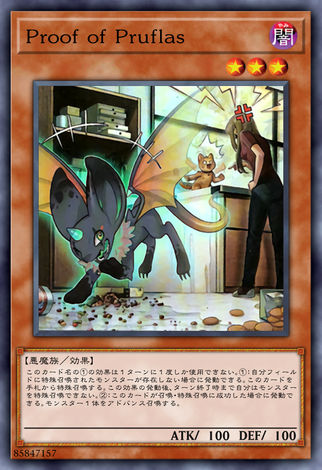 Proof of Pruflas
やみ
闇
【悪魔族／効果】
このカード名の①の効果は１ターンに１度しか使用できない。①：自分フィール
ドに特殊召喚されたモンスターが存在しない場合に発動できる。このカードを
手札から特殊召喚する。この効果の発動後、ターン終了時まで自分はモンスター
を特殊召喚できない。②：このカードが召喚・特殊召喚に成功した場合に発動でき
る。モンスター１体をアドバンス召喚する。
ATK/ 100 DEF/ 100
85847157